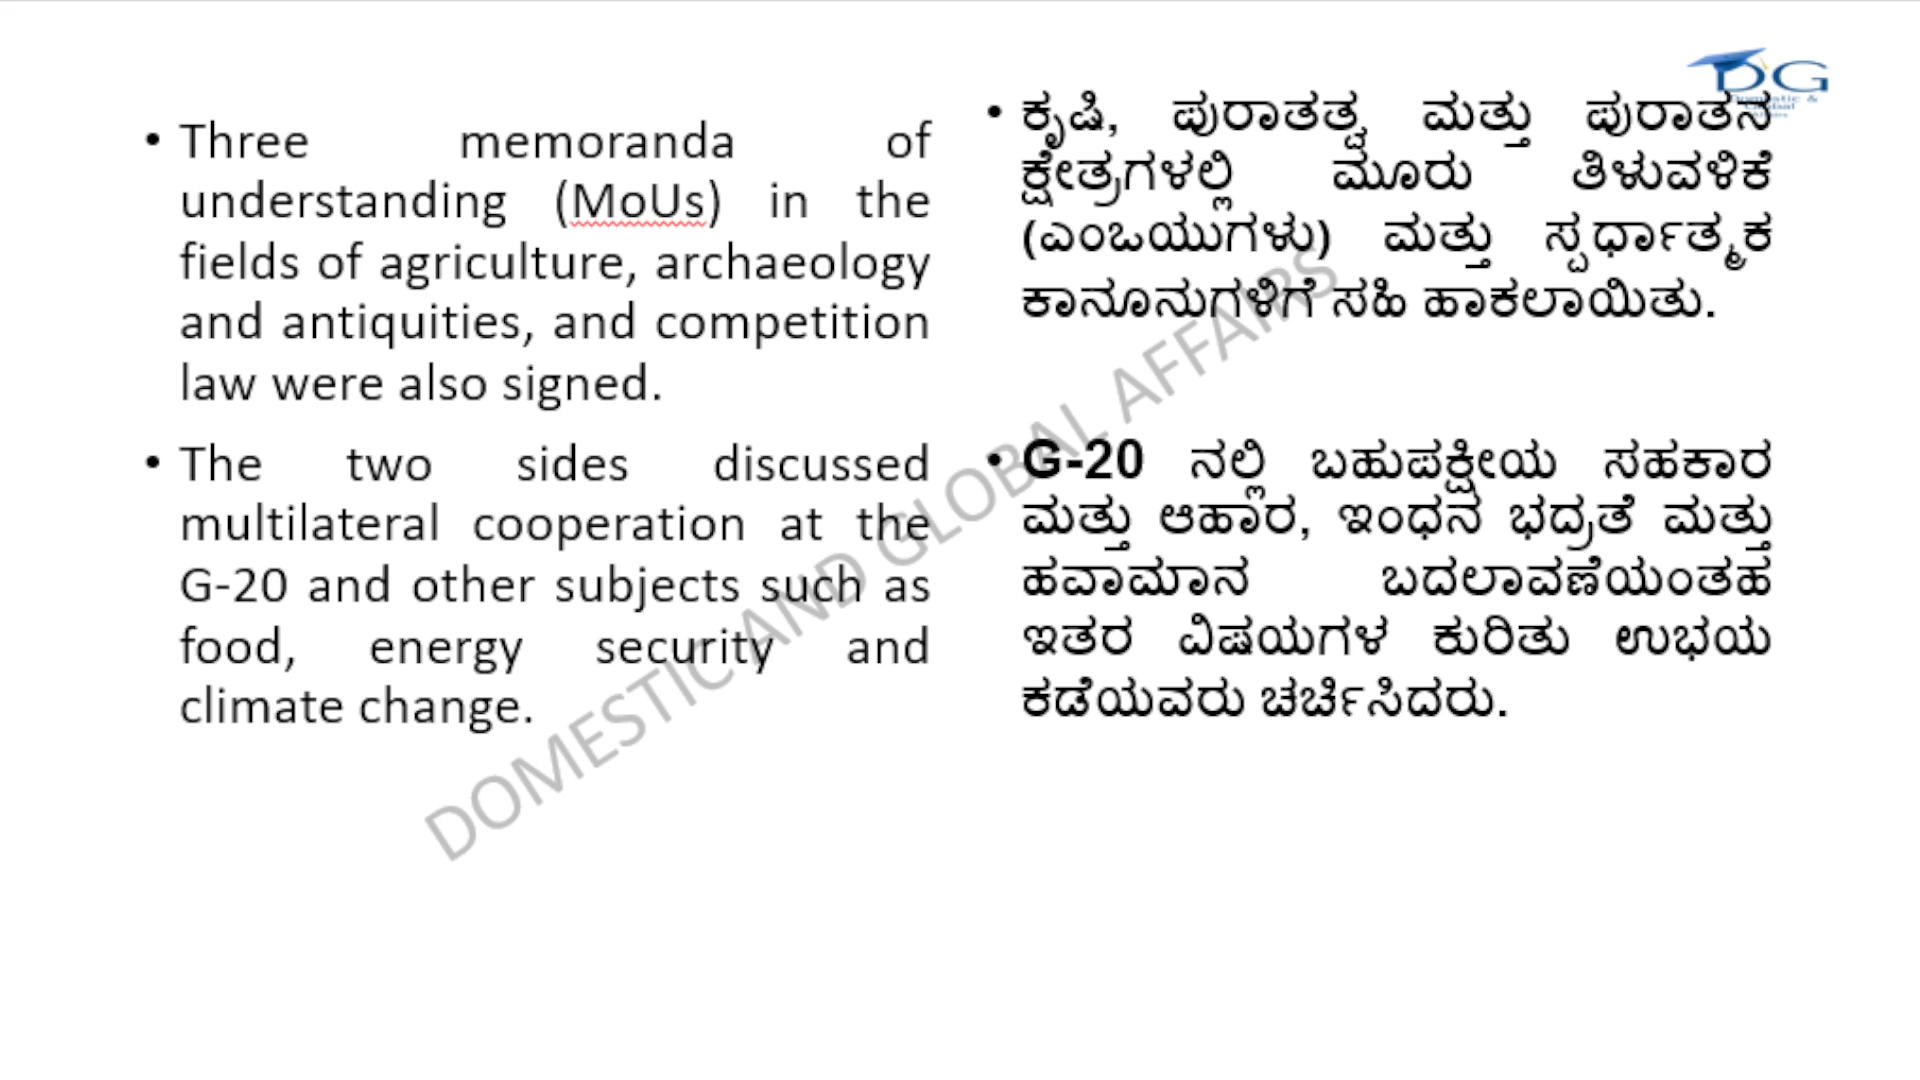 • Three memoranda of
understanding (MoUs) in the
fields of agriculture, archaeology
and antiquities, and competition
law were also signed.
• The two sides discussed
multilateral cooperation at the
G-20 and other subjects such as
food, energy security and
climate change.
• ಕೃಷಿ, ಪುರಾತತ್ವ ಮತ್ತು ಪುರಾತನ
ಕ್ಷೇತ್ರಗಳಲ್ಲಿ ಮೂರು ತಿಳುವಳಿಕೆ
(ಎಂಒಯುಗಳು) ಮತ್ತು ಸ್ಪರ್ಧಾತ್ಮಕ
ಕಾನೂನುಗಳಿಗೆ ಸಹಿ ಹಾಕಲಾಯಿತು.
• G-20 ನಲ್ಲಿ ಬಹುಪಕ್ಷೀಯ ಸಹಕಾರ
ಮತ್ತು ಆಹಾರ, ಇಂಧನ ಭದ್ರತೆ ಮತ್ತು
ಹವಾಮಾನ ಬದಲಾವಣೆಯಂತಹ
ಇತರ ವಿಷಯಗಳ ಕುರಿತು ಉಭಯ
ಕಡೆಯವರು ಚರ್ಚಿಸಿದರು.
DG
DOMESTIC AND GLOBAL AFFAIRS